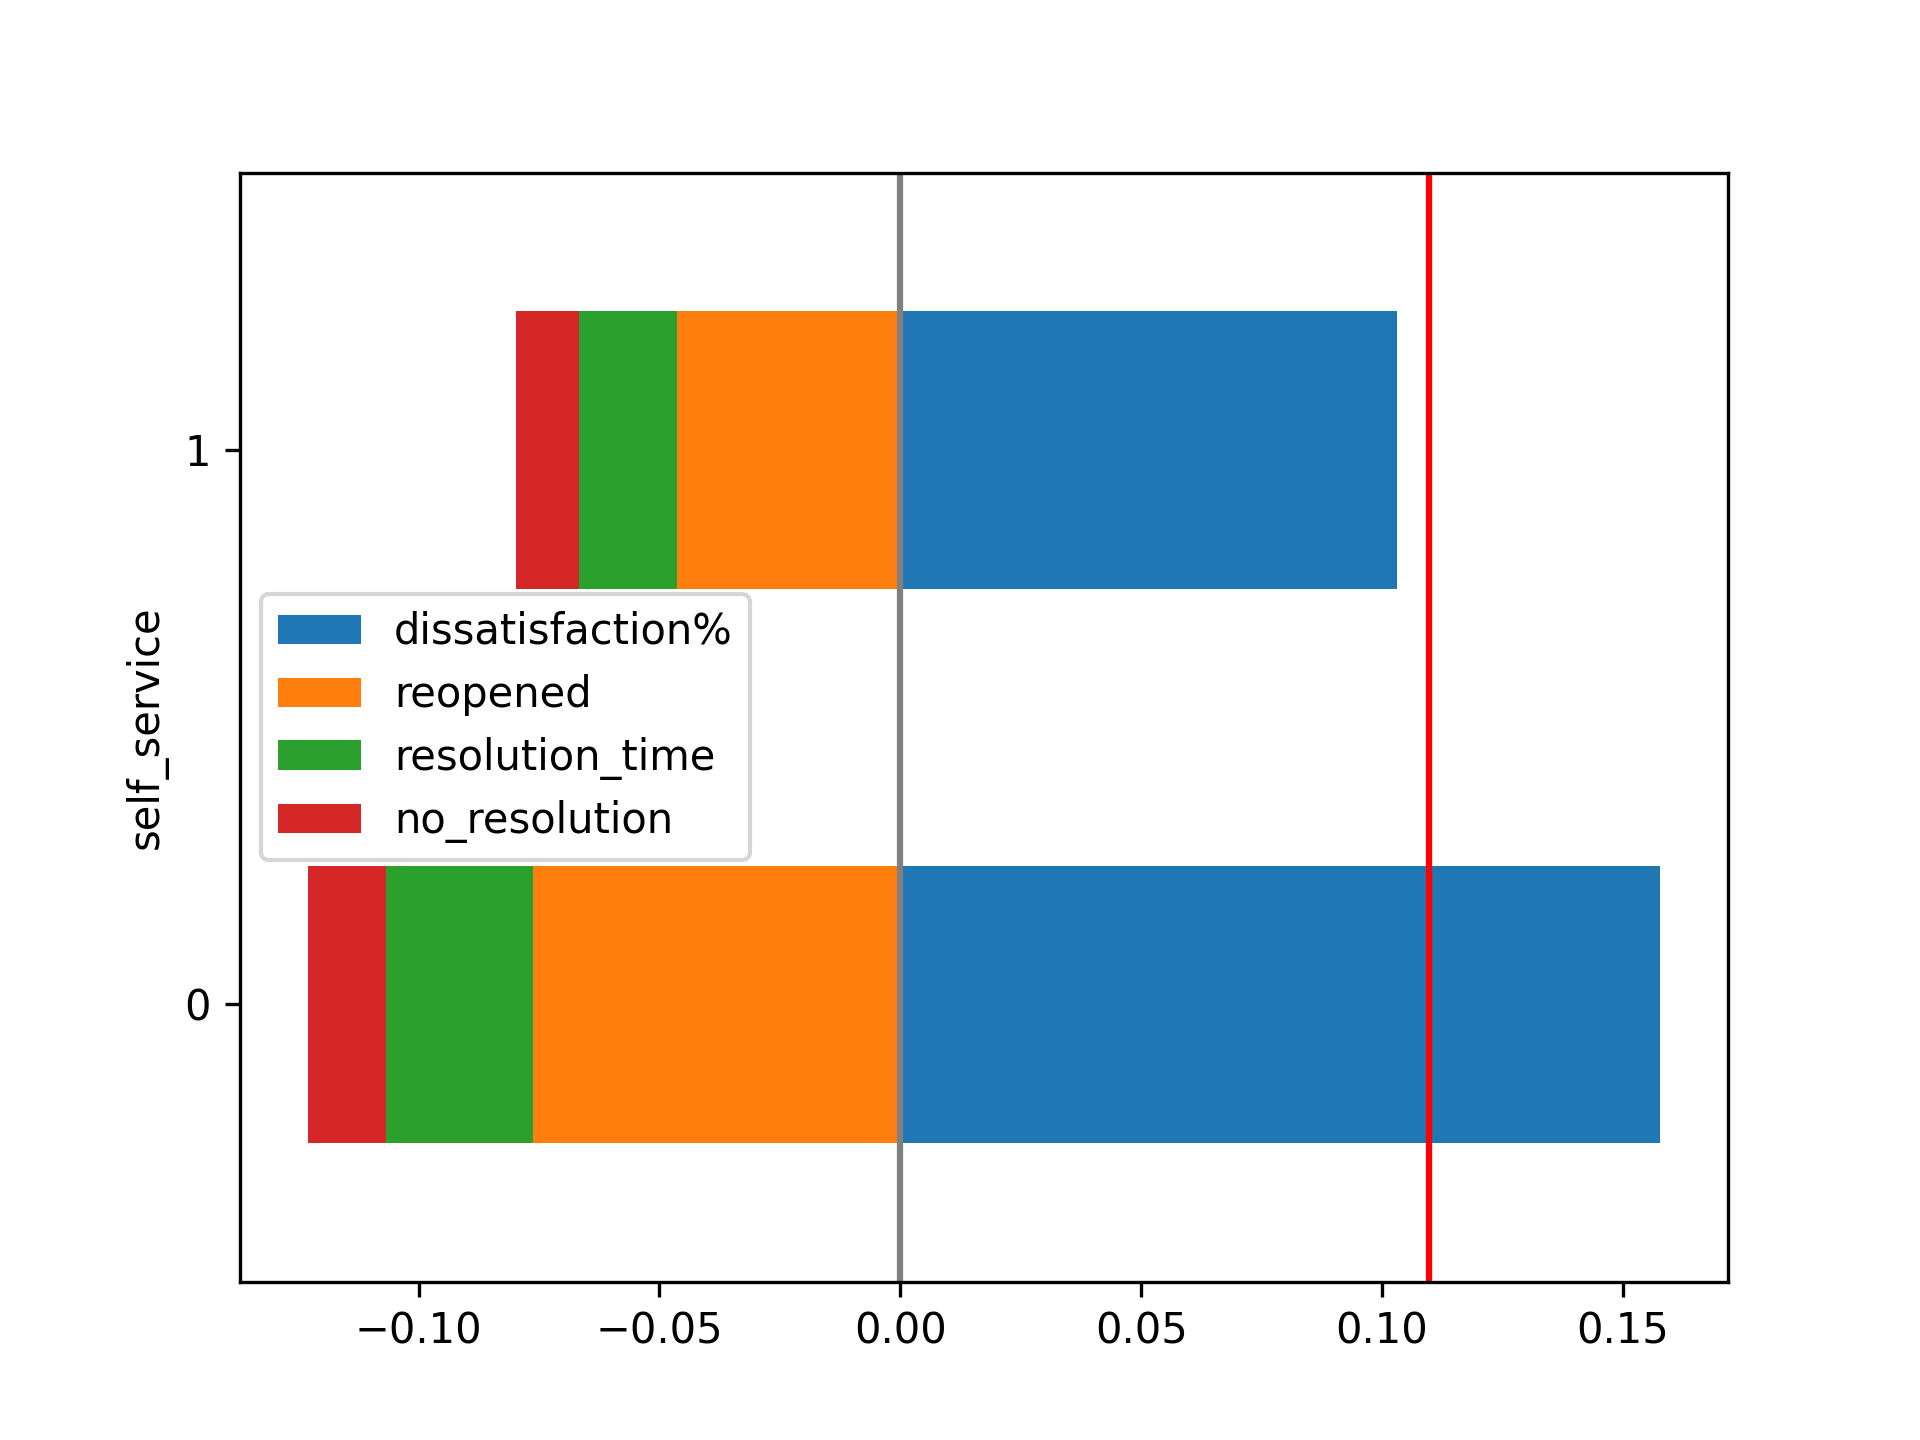 1
dissatisfaction%
reopened
resolution_time
no_resolution
self_service
0
−0.10
−0.05
0.00
0.05
0.10
0.15